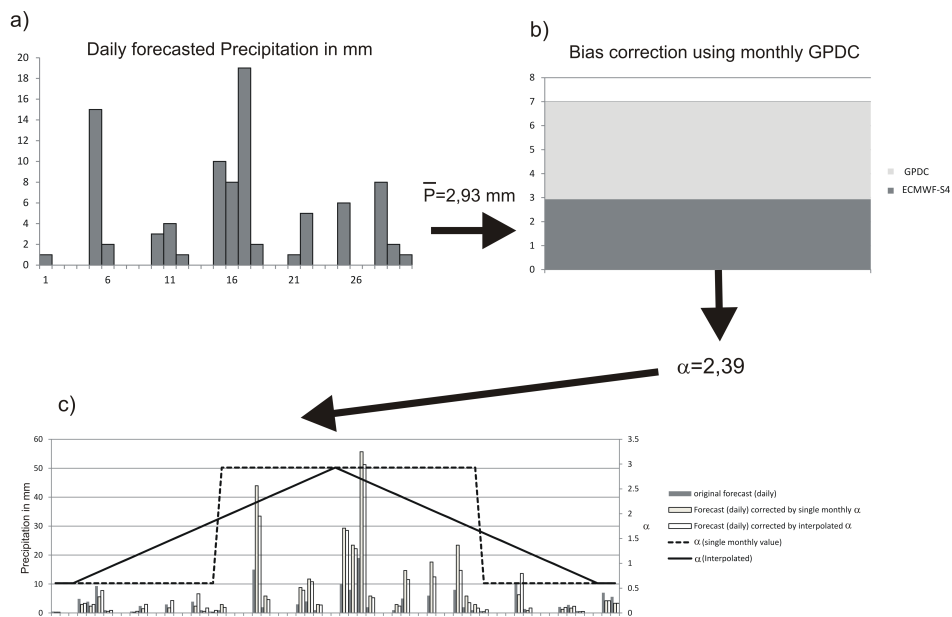 a)
Daily forecasted Precipitation in mm
20
18
16
14
12
10
8
6
4
2
0
1
6
11
16
21
26
P=2,93 mm
b)
Bias correction using monthly GPDC
8
7
6
5
4
3
2
1
0
GPDC
ECMWF-S4
α=2,39
c)
60
50
40
30
20
10
0
Precipitation in mm
3.5
3
2.5
2
1.5
1
0.5
0
α
original forecast (daily)
Forecast (daily) corrected by single monthly α
Forecast (daily) corrected by interpolated α
α (single monthly value)
α (Interpolated)